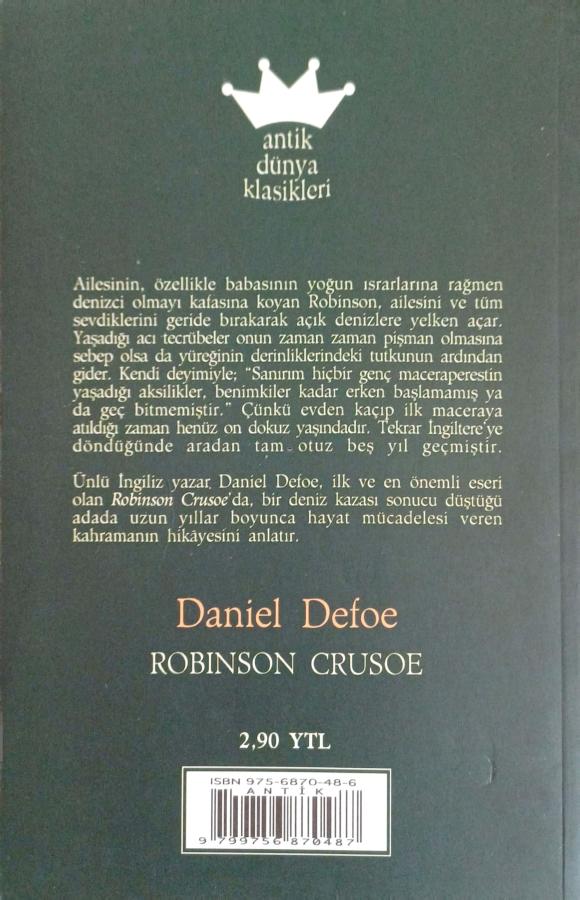 antik
dünya
klasikleri
Ailesinin, özellikle babasının yoğun ısrarlarına rağmen
denizci olmayı kafasına koyan Robinson, ailesini ve tüm
sevdiklerini geride bırakarak açık denizlere yelken açar.
Yaşadığı acı tecrübeler onun zaman zaman pişman olmasına
sebep olsa da yüreğinin derinliklerindeki tutkunun ardından
gider. Kendi deyimiyle; “Sanırım hiçbir genç maceraperestin
yaşadığı aksilikler, benimkiler kadar erken başlamamış ya
da geç bitmemiştir.” Çünkü evden kaçıp ilk maceraya
atıldığı zaman henüz on dokuz yaşındadır. Tekrar İngiltere'ye
döndüğünde aradan tam otuz beş yıl geçmiştir.
Ünlü İngiliz yazar Daniel Defoe, ilk ve en önemli eseri
olan Robinson Crusoe'da, bir deniz kazası sonucu düştüğü
adada uzun yıllar boyunca hayat mücadelesi veren
kahramanın hikâyesini anlatır.
Daniel Defoe
ROBINSON CRUSOE
2,90 YTL
ISBN 975-6870-48-6
ANTİK
9 799756 870487